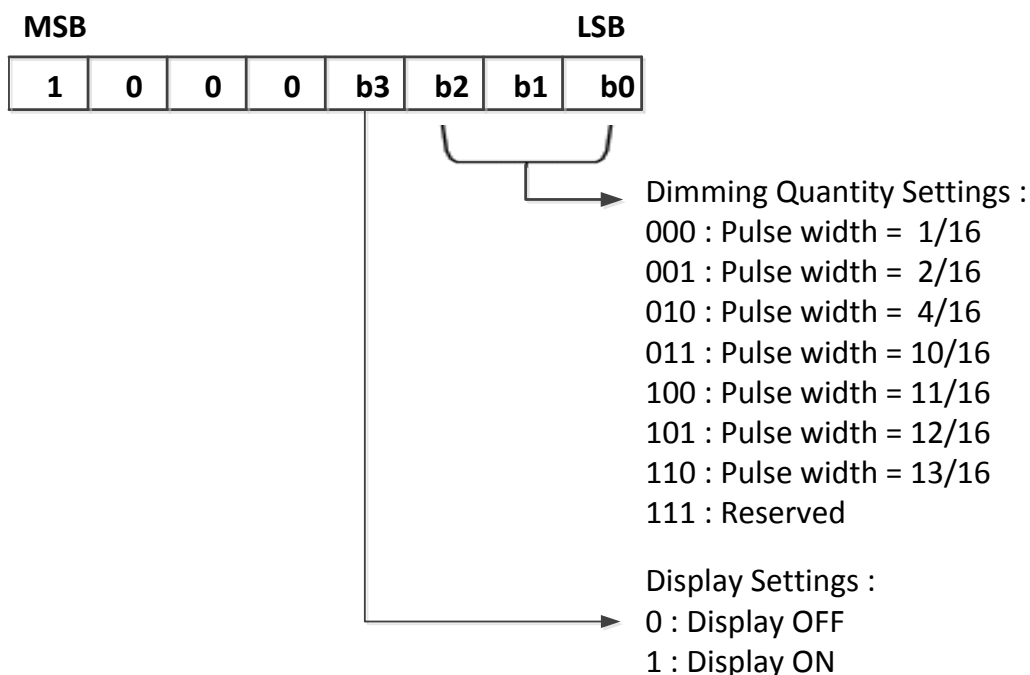 MSB LSB
1 0 0 0 b3 b2 b1 b0
Dimming Quantity Settings :
000 : Pulse width = 1/16
001 : Pulse width = 2/16
010 : Pulse width = 4/16
011 : Pulse width = 10/16
100 : Pulse width = 11/16
101 : Pulse width = 12/16
110 : Pulse width = 13/16
111 : Reserved
Display Settings :
0 : Display OFF
1 : Display ON